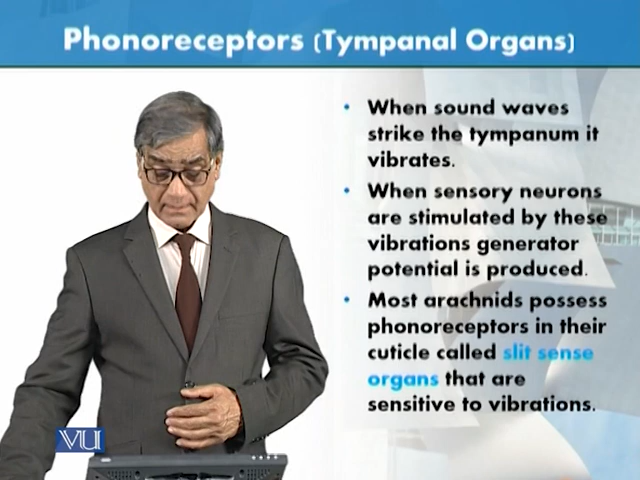 Phonoreceptors (Tympanal Organs)
• When sound waves
strike the tympanum it
vibrates.
• When sensory neurons
are stimulated by these
vibrations generator
potential is produced.
• Most arachnids possess
phonoreceptors in their
cuticle called slit sense
organs that are
sensitive to vibrations.
VU